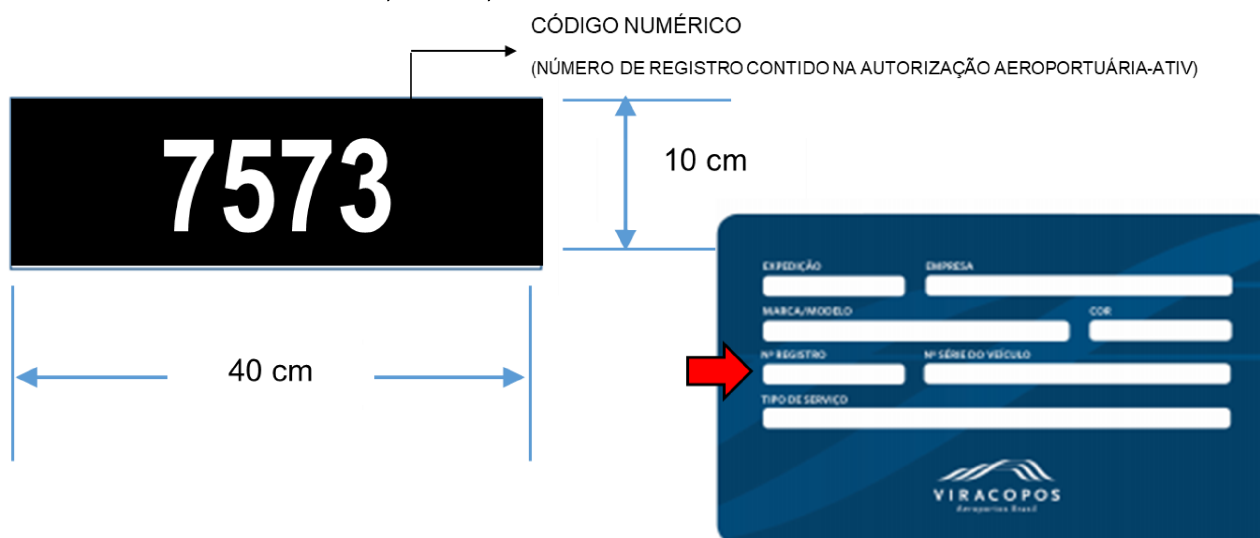 CÓDIGO NUMÉRICO
(NÚMERO DE REGISTRO CONTIDO NA AUTORIZAÇÃO AEROPORTUÁRIA-ATIV)
7573
10 cm
40 cm
EXPEDIÇÃO EMPRESA
MARCA/MODELO COR
Nº REGISTRO Nº SÉRIE DO VEÍCULO
TIPO DE SERVIÇO
VIRACOPOS
Aeroportos Brasil